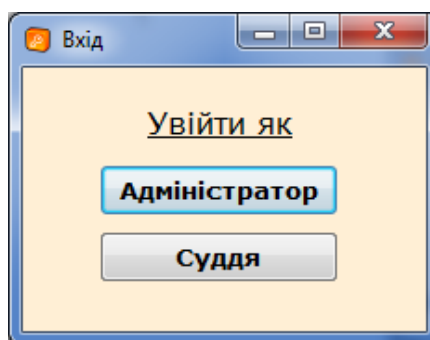 Вхід
Увійти як
Адміністратор
Суддя